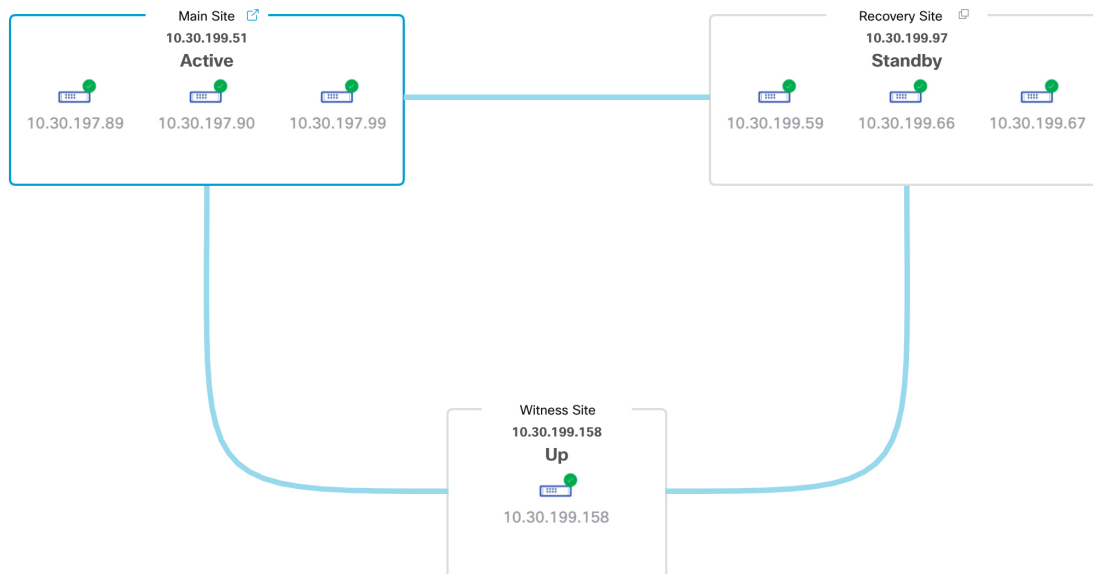 Main Site
10.30.199.51
Active
10.30.197.89
10.30.197.90
10.30.197.99
Recovery Site
10.30.199.97
Standby
10.30.199.59
10.30.199.66
10.30.199.67
Witness Site
10.30.199.158
Up
10.30.199.158